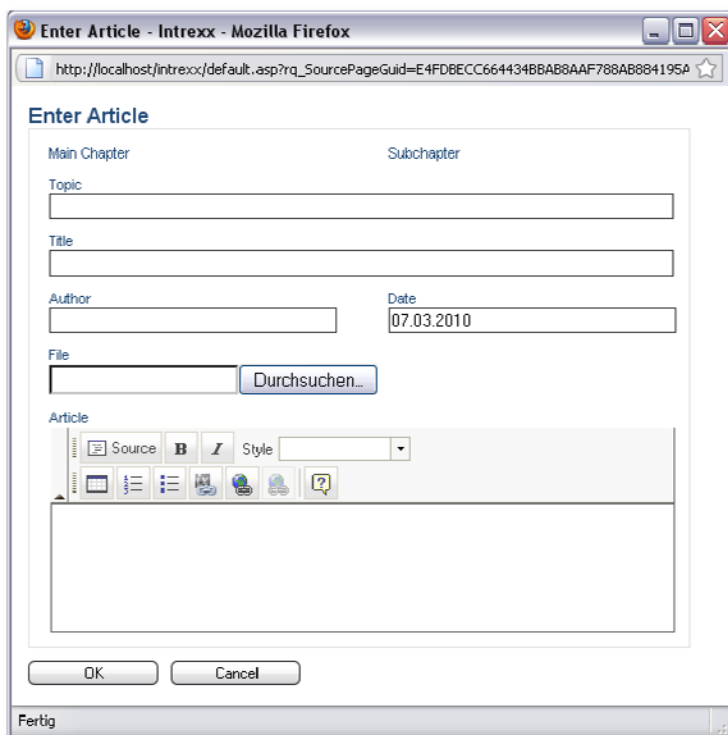 Enter Article - Intrexx - Mozilla Firefox
http://localhost/intrexx/default.asp?rq_SourcePageGuid=E4FDBECC664434BBAB8AAF788AB884195A
Enter Article
Main Chapter Subchapter
Topic
Title
Author Date
07.03.2010
File
Durchsuchen...
Article
Source B I Style
OK Cancel
Fertig